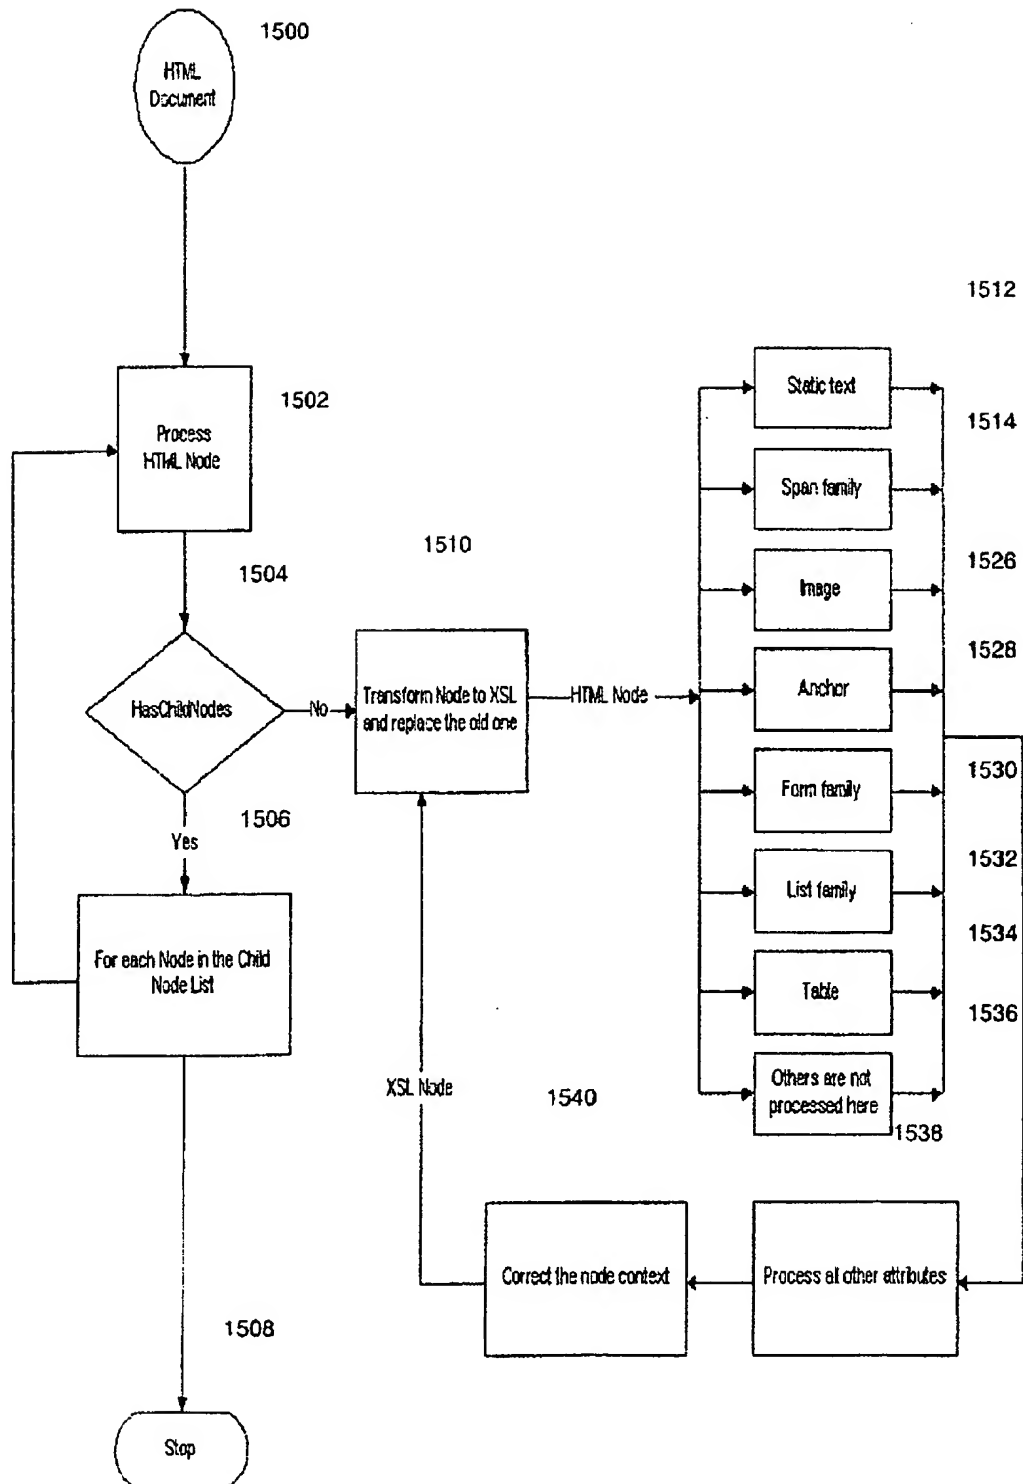 1500
HTML
Document
1502
Process
HTML Node
1504
HasChildNodes
No
1506
Yes
For each Node in the Child
Node List
1508
Stop
1510
Transform Node to XSL
and replace the old one
HTML Node
1512
Static text
1514
Span family
1526
Image
1528
Anchor
1530
Form family
1532
List family
1534
Table
1536
Others are not
processed here
1538
Process all other attributes
1540
Correct the node context
XSL Node